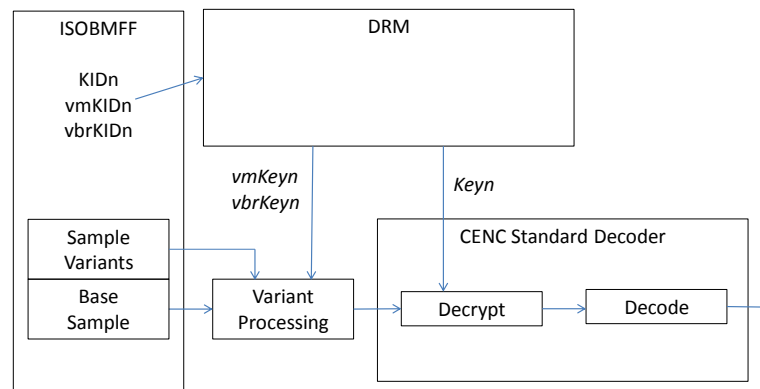 ISOBMFF
DRM
KIDn
vmKIDn
vbrKIDn
vmKeyn
vbrKeyn
Keyn
Sample
Variants
Base
Sample
Variant
Processing
CENC Standard Decoder
Decrypt
Decode